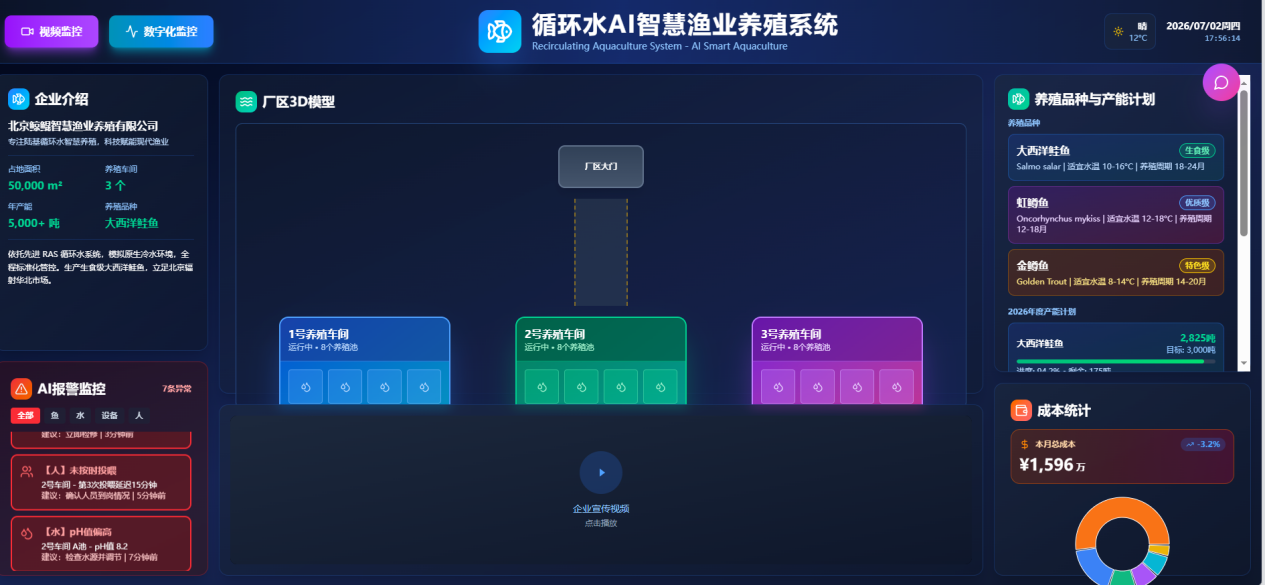 视频监控
数字化监控
循环水AI智慧渔业养殖系统
Recirculating Aquaculture System - AI Smart Aquaculture
晴
12°C
2026/07/02周四
17:56:14
企业介绍
北京鲸鲲智慧渔业养殖有限公司
专注陆基循环水智慧养殖，科技赋能现代渔业
占地面积
养殖车间
50,000 m²
3 个
年产能
养殖品种
5,000+ 吨
大西洋鲑鱼
依托先进 RAS 循环水系统，模拟原生冷水环境，全
程标准化管控。生产生食级大西洋鲑鱼，立足北京辐
射华北市场。
AI报警监控
7条异常
全部
鱼
水
设备
人
建议：立即检修 | 3分钟前
【人】未按时投喂
2号车间 - 第3次投喂延迟15分钟
建议：确认人员到岗情况 | 5分钟前
【水】pH值偏高
2号车间 A池 - pH值 8.2
建议：检查水源并调节 | 7分钟前
厂区3D模型
厂区大门
1号养殖车间
运行中 • 8个养殖池
2号养殖车间
运行中 • 8个养殖池
3号养殖车间
运行中 • 8个养殖池
企业宣传视频
点击播放
养殖品种与产能计划
养殖品种
大西洋鲑鱼
生食级
Salmo salar | 适宜水温 10-16°C | 养殖周期 18-24月
虹鳟鱼
优质级
Oncorhynchus mykiss | 适宜水温 12-18°C | 养殖周期
12-18月
金鳟鱼
特色级
Golden Trout | 适宜水温 8-14°C | 养殖周期 14-20月
2026年度产能计划
大西洋鲑鱼
2,825吨
目标: 3,000吨
进度: 94.2% • 剩余: 175吨
成本统计
本月总成本
-3.2%
¥1,596 万